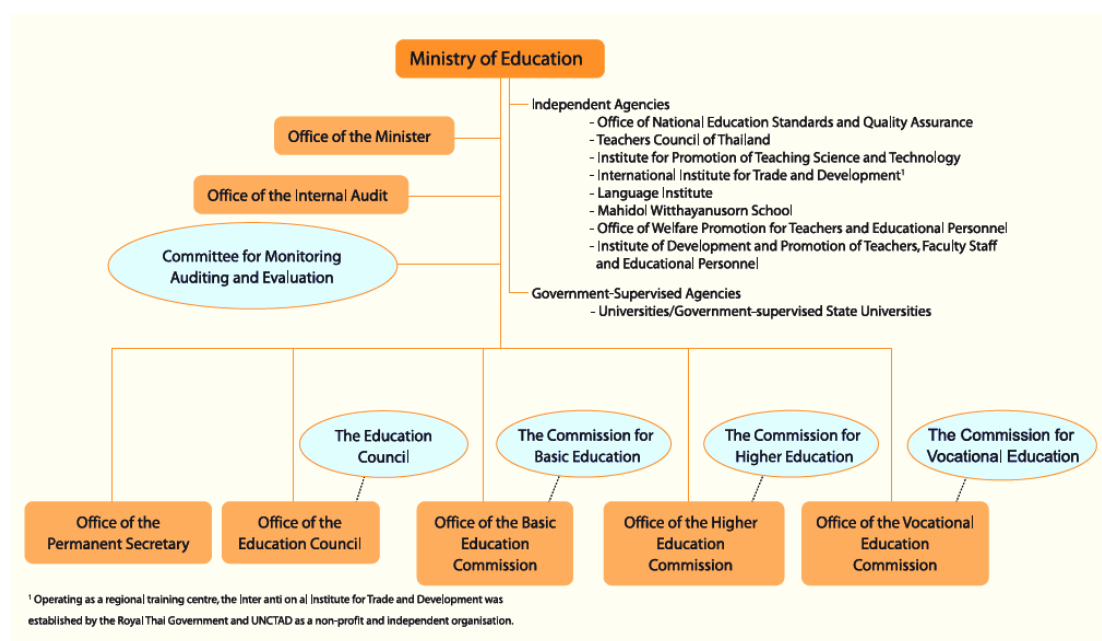 Ministry of Education
Independent Agencies
- Office of National Education Standards and Quality Assurance
- Teachers Council of Thailand
- Institute for Promotion of Teaching Science and Technology
- International Institute for Trade and Development¹
- Language Institute
- Mahidol Witthayanusorn School
- Office of Welfare Promotion for Teachers and Educational Personnel
- Institute of Development and Promotion of Teachers, Faculty Staff
and Educational Personnel
Government-Supervised Agencies
- Universities/Government-supervised State Universities
Office of the Minister
Office of the Internal Audit
Committee for Monitoring
Auditing and Evaluation
The Education
Council
The Commission for
Basic Education
The Commission for
Higher Education
The Commission for
Vocational Education
Office of the
Permanent Secretary
Office of the
Education Council
Office of the Basic
Education
Commission
Office of the Higher
Education
Commission
Office of the Vocational
Education
Commission
¹ Operating as a regional training centre, the Inter anti on al Institute for Trade and Development was
established by the Royal Thai Government and UNCTAD as a non-profit and independent organisation.